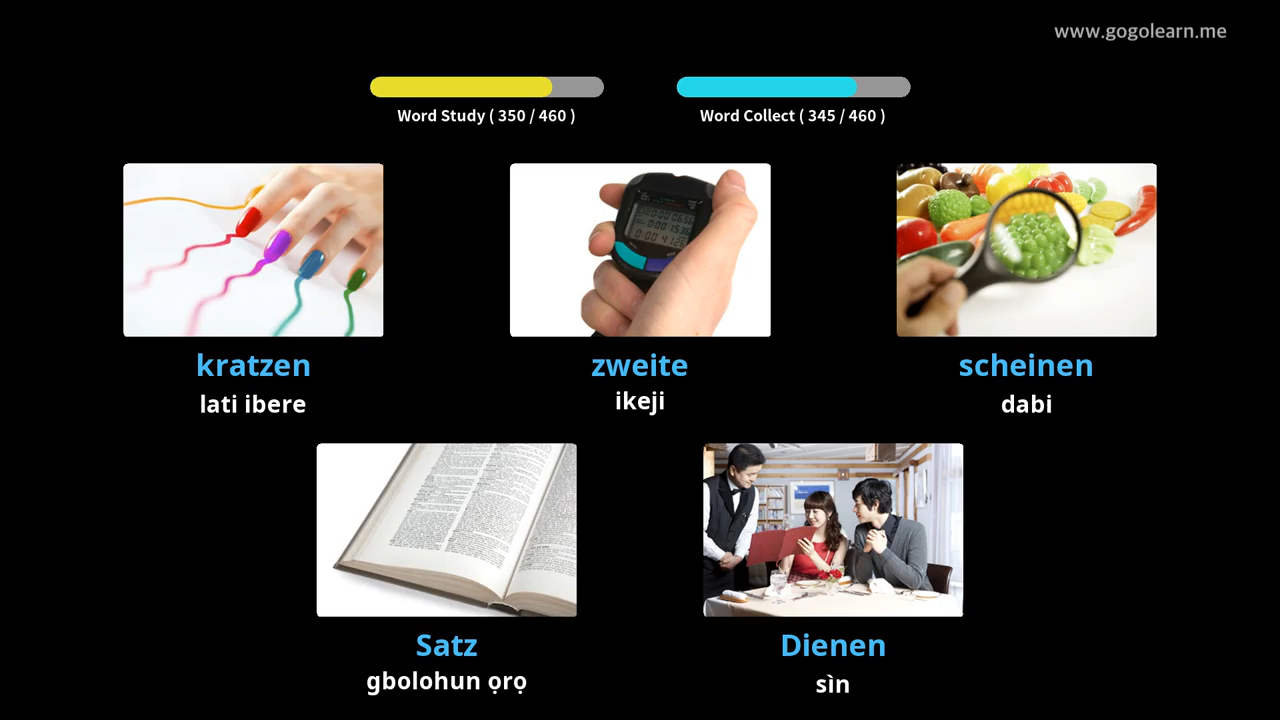 www.gogolearn.me
Word Study ( 350 / 460 )
Word Collect ( 345 / 460 )
kratzen
lati ibere
zweite
ikeji
scheinen
dabi
Satz
gbolohun ọrọ
Dienen
sìn